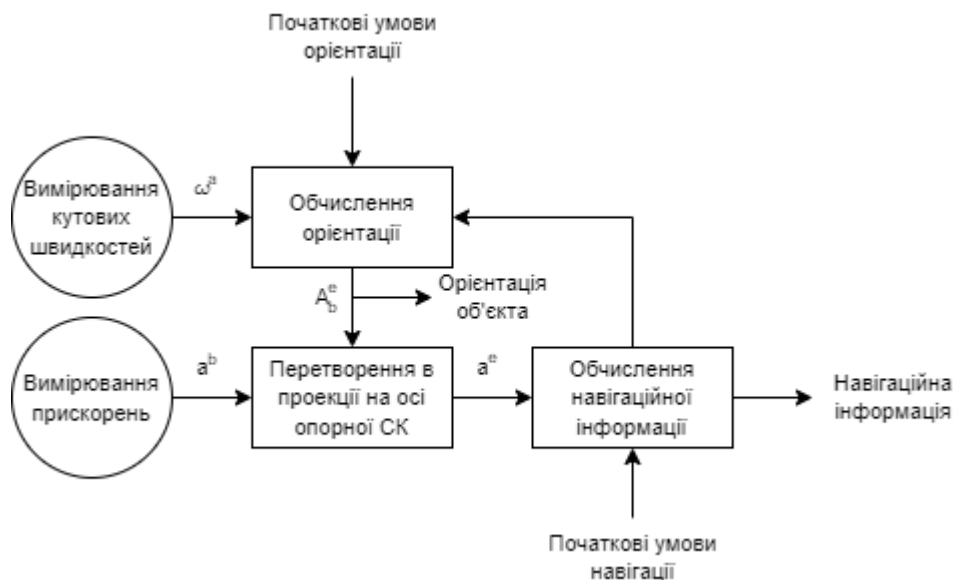 Початкові умови
орієнтації
Вимірювання
кутових
швидкостей
ω^a
Обчислення
орієнтації
A_b^e
Орієнтація
об'єкта
Вимірювання
прискорень
a^b
Перетворення в
проекції на осі
опорної СК
a^e
Обчислення
навігаційної
інформації
Навігаційна
інформація
Початкові умови
навігації